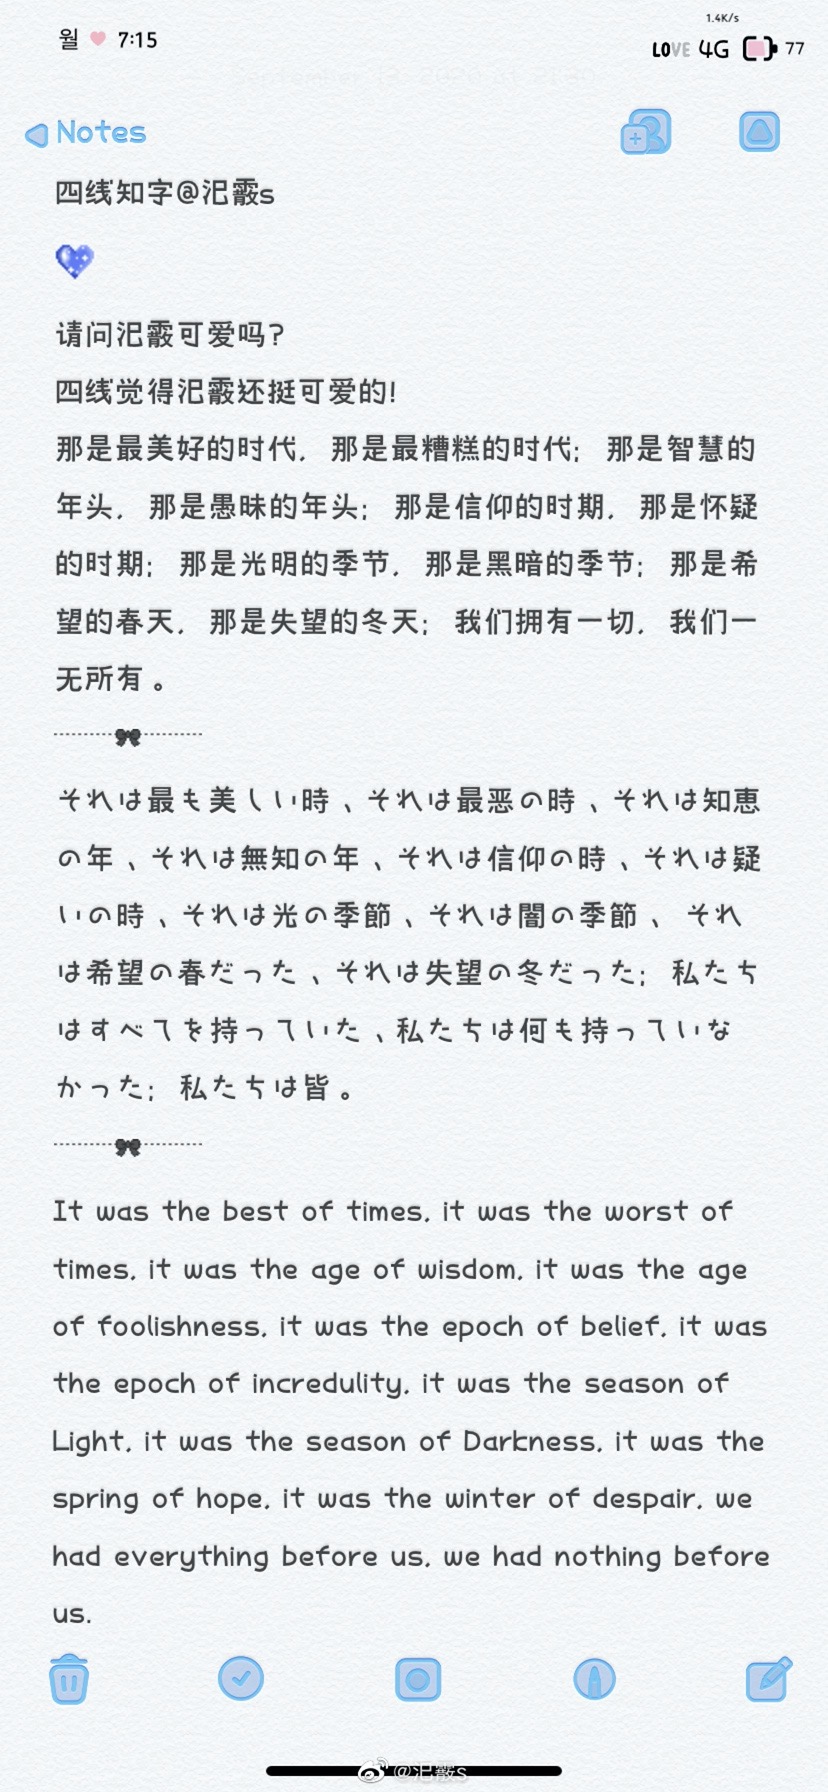 1.4K/s
월 7:15 LOVE 4G 77
Notes
四线知字@汜霰s
请问汜霰可爱吗?
四线觉得汜霰还挺可爱的!
那是最美好的时代, 那是最糟糕的时代; 那是智慧的
年头, 那是愚昧的年头; 那是信仰的时期, 那是怀疑
的时期; 那是光明的季节, 那是黑暗的季节; 那是希
望的春天, 那是失望的冬天; 我们拥有一切, 我们一
无所有。
それは最も美しい時、それは最悪の時、それは知恵
の年、それは無知の年、それは信仰の時、それは疑
いの時、それは光の季節、それは闇の季節、 それ
は希望の春だった、それは失望の冬だった; 私たち
はすべてを持っていた、私たちは何も持っていな
かった; 私たちは皆。
It was the best of times, it was the worst of
times, it was the age of wisdom, it was the age
of foolishness, it was the epoch of belief, it was
the epoch of incredulity, it was the season of
Light, it was the season of Darkness, it was the
spring of hope, it was the winter of despair, we
had everything before us, we had nothing before
us.
@汜霰s